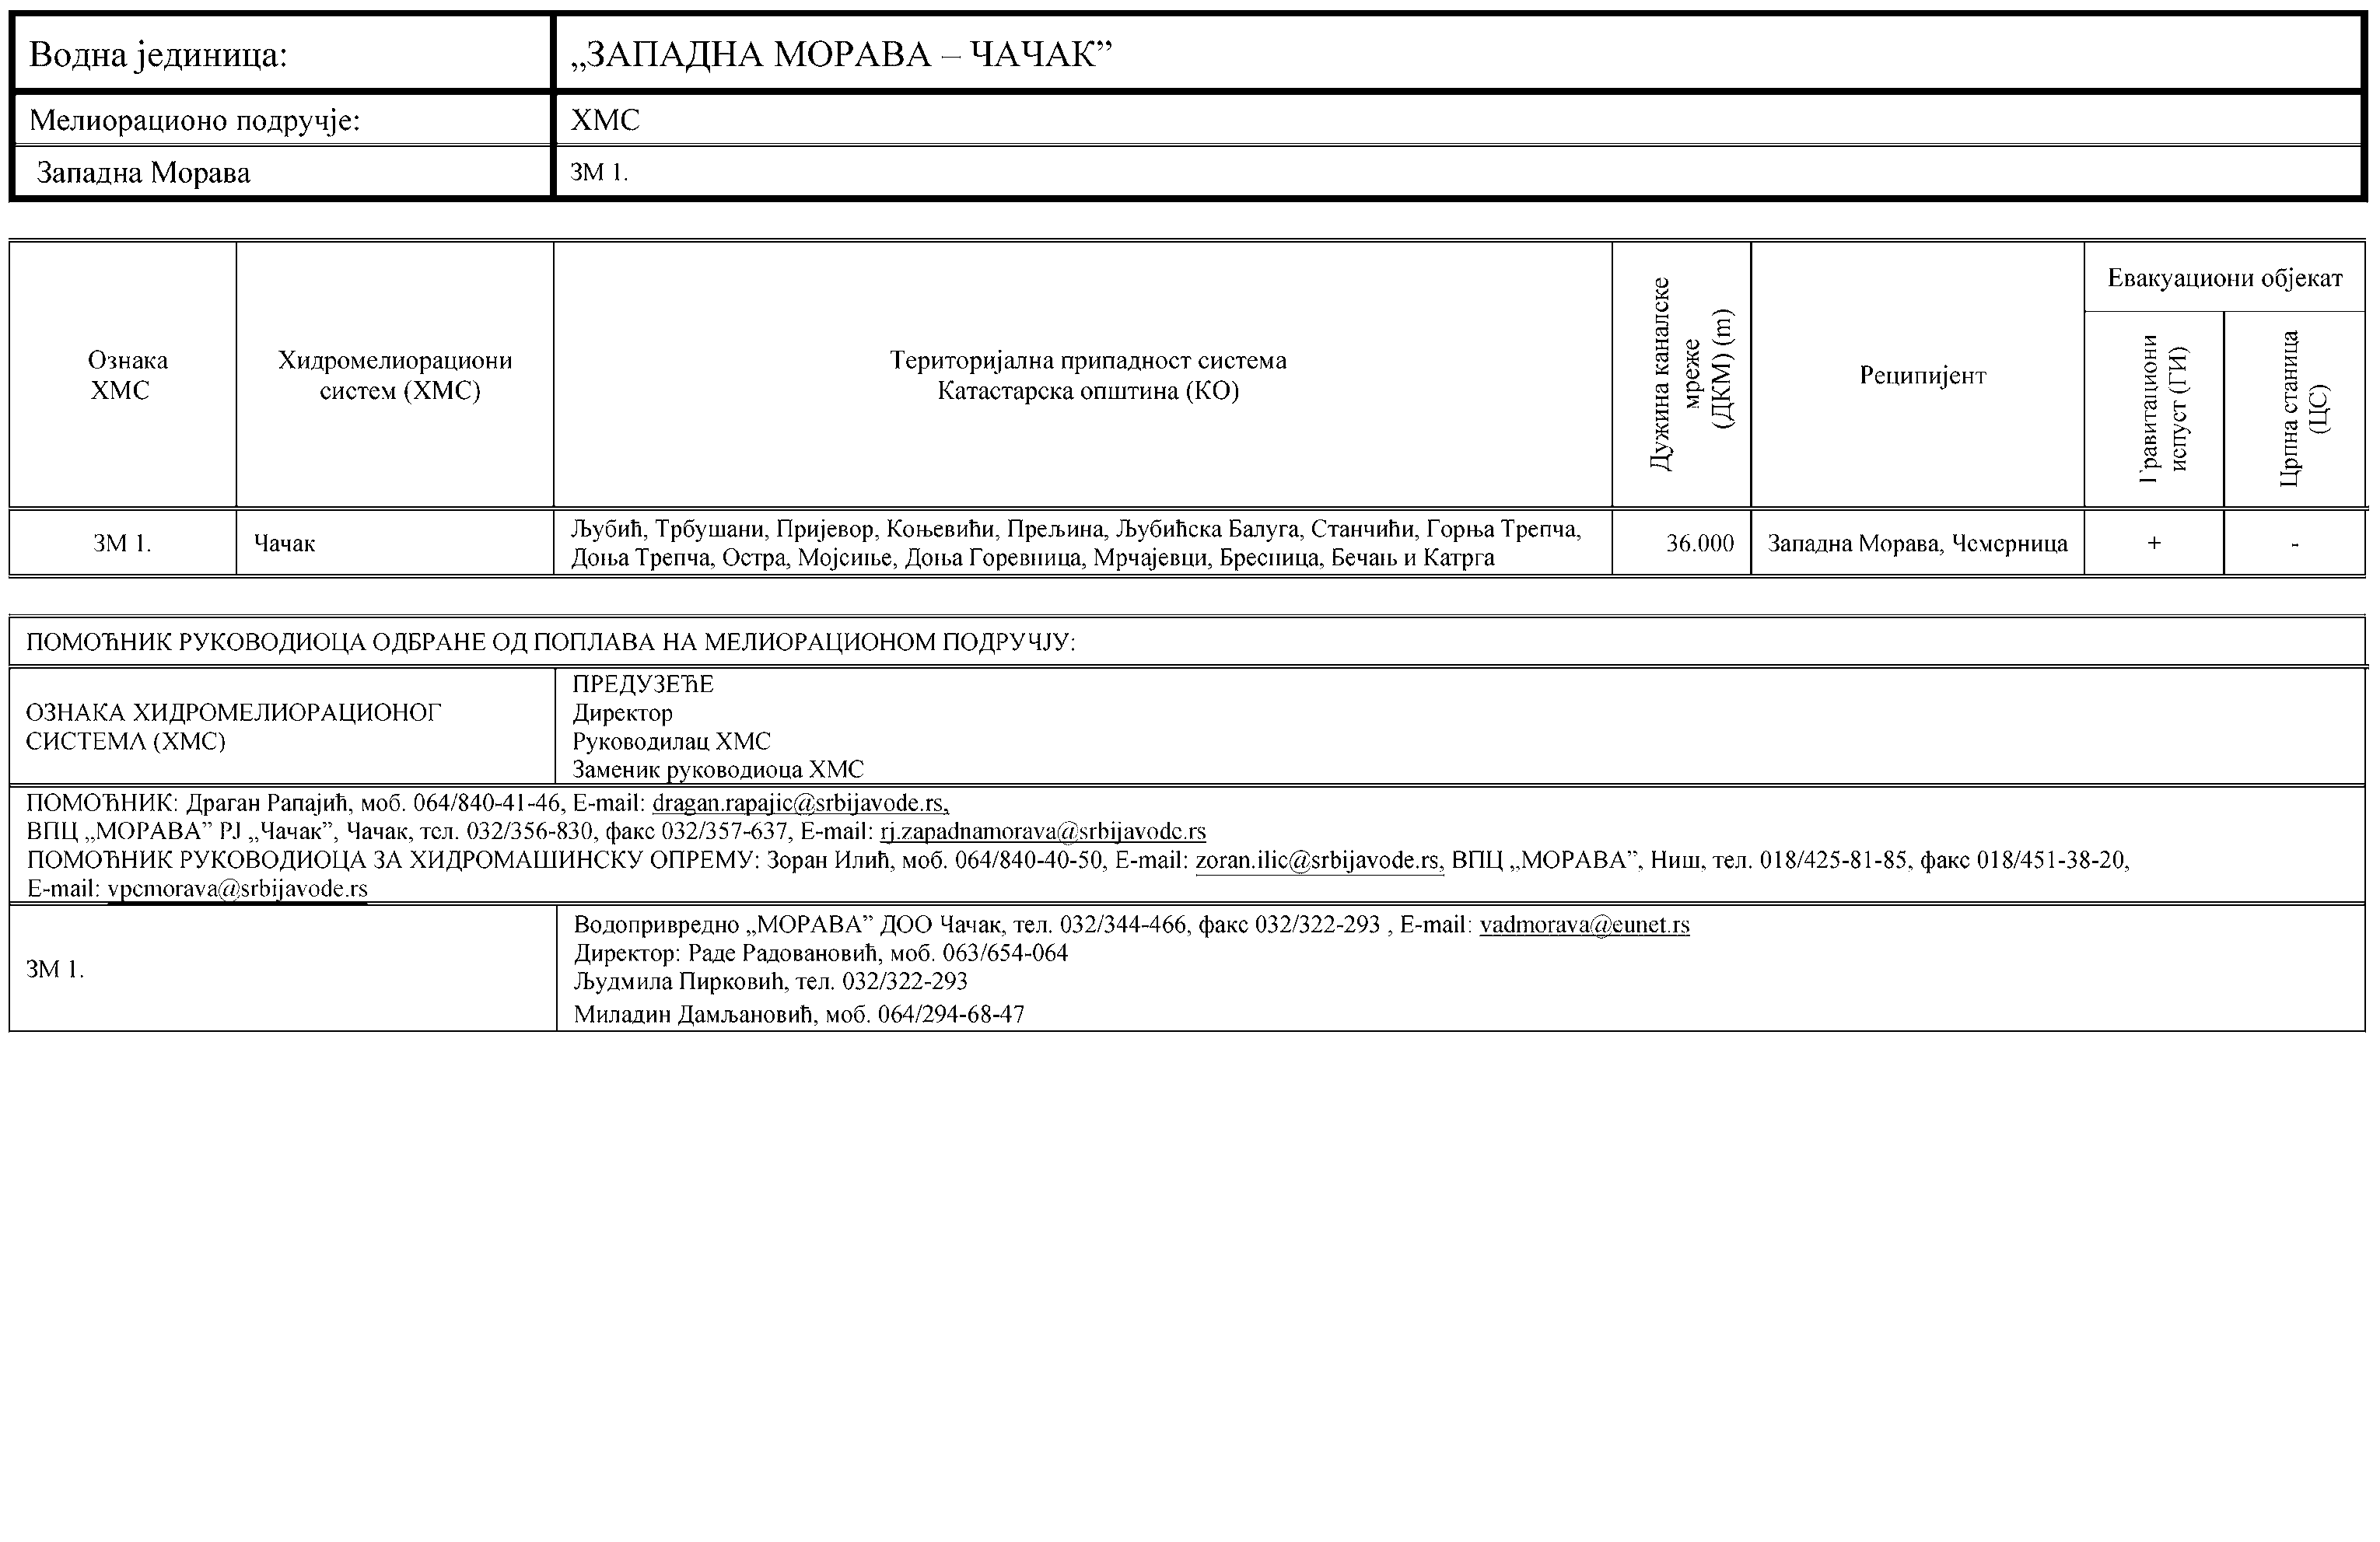 Водна јединица:
„ЗАПАДНА МОРАВА – ЧАЧАК”
Мелиорационо подручје:
ХМС
Западна Морава
ЗМ 1.
Ознака
ХМС
Хидромелиорациони
систем (ХМС)
Територијална припадност система
Катастарска општина (КО)
Дужина каналске
мреже
(ДКМ) (m)
Реципијент
Евакуациони објекат
Гравитациони
испуст (ГИ)
Црпна станица
(ЦС)
ЗМ 1.
Чачак
Љубић, Трбушани, Пријевор, Коњевићи, Прељина, Љубићска Балуга, Станчићи, Горња Трепча,
Доња Трепча, Остра, Мојсиње, Доња Горевница, Мрчајевци, Бресница, Бечањ и Катрга
36.000
Западна Морава, Чемерница
+
-
ПОМОЋНИК РУКОВОДИОЦА ОДБРАНЕ ОД ПОПЛАВА НА МЕЛИОРАЦИОНОМ ПОДРУЧЈУ:
ОЗНАКА ХИДРОМЕЛИОРАЦИОНОГ
СИСТЕМА (ХМС)
ПРЕДУЗЕЋЕ
Директор
Руководилац ХМС
Заменик руководиоца ХМС
ПОМОЋНИК: Драган Рапајић, моб. 064/840-41-46, E-mail: dragan.rapajic@srbijavode.rs,
ВПЦ „МОРАВА” РЈ „Чачак”, Чачак, тел. 032/356-830, факс 032/357-637, E-mail: rj.zapadnamorava@srbijavode.rs
ПОМОЋНИК РУКОВОДИОЦА ЗА ХИДРОМАШИНСКУ ОПРЕМУ: Зоран Илић, моб. 064/840-40-50, E-mail: zoran.ilic@srbijavode.rs, ВПЦ „МОРАВА”, Ниш, тел. 018/425-81-85, факс 018/451-38-20,
E-mail: vpcmorava@srbijavode.rs
ЗМ 1.
Водопривредно „МОРАВА” ДОО Чачак, тел. 032/344-466, факс 032/322-293 , E-mail: vadmorava@eunet.rs
Директор: Раде Радовановић, моб. 063/654-064
Људмила Пирковић, тел. 032/322-293
Миладин Дамљановић, моб. 064/294-68-47